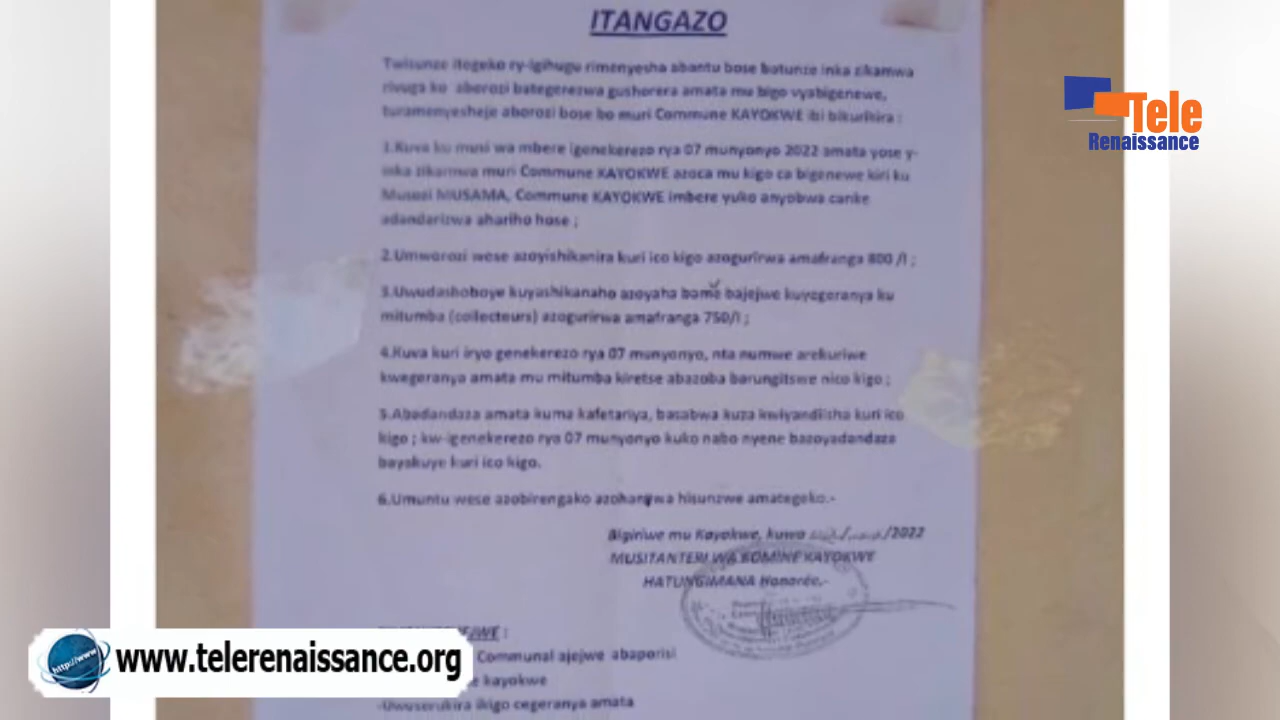 ITANGAZO
Twisunze itegeko ry-igihugu rimenyesha abantu bose batunze inka zikamwa
rivuga ko aborozi bategerezwa gushorera amata mu bigo vyabigenewe,
turamenyesheje aborozi bose bo muri Commune KAYOKWE ibi bikurikira :
1.Kuva ku musi wa mbere igenekerezo rya 07 munyonyo 2022 amata yose y-
inka zikamwa muri Commune KAYOKWE azoca mu kigo ca bigenewe kiri ku
Musozi MUSAMA, Commune KAYOKWE imbere yuko anyobwa canke
adandarizwa ahariho hose ;
2.Umworozi wese azoyishikanira kuri ico kigo azogurirwa amafranga 800 /l ;
3.Uwudashoboye kuyashikanaho azoyaha bame bajejwe kuyegeranya ku
mitumba (collecteurs) azogurirwa amafranga 750/l ;
4.Kuva kuri iryo genekerezo rya 07 munyonyo, nta numwe arekuriwe
kwegeranya amata mu mitumba kiretse abazoba barungitswe nico kigo ;
5.Abadandaza amata kuma kafetariya, basabwa kuza kwiyandiisha kuri ico
kigo ; kw-igenekerezo rya 07 munyonyo kuko nabo nyene bazoyadandaza
bayakuye kuri ico kigo.
6.Umuntu wese azobirengako azohanwa hisunzwe amategeko.-
Bigiriwe mu Kayokwe, kuwa /2022
MUSITANTERI WA KOMINE KAYOKWE
HATUNGIMANA Honorée.-
Communal ajejwe abaporisi
kayokwe
-Uwuserukira ikigo cegeranya amata
Tele
Renaissance
http://www
www.telerenaissance.org